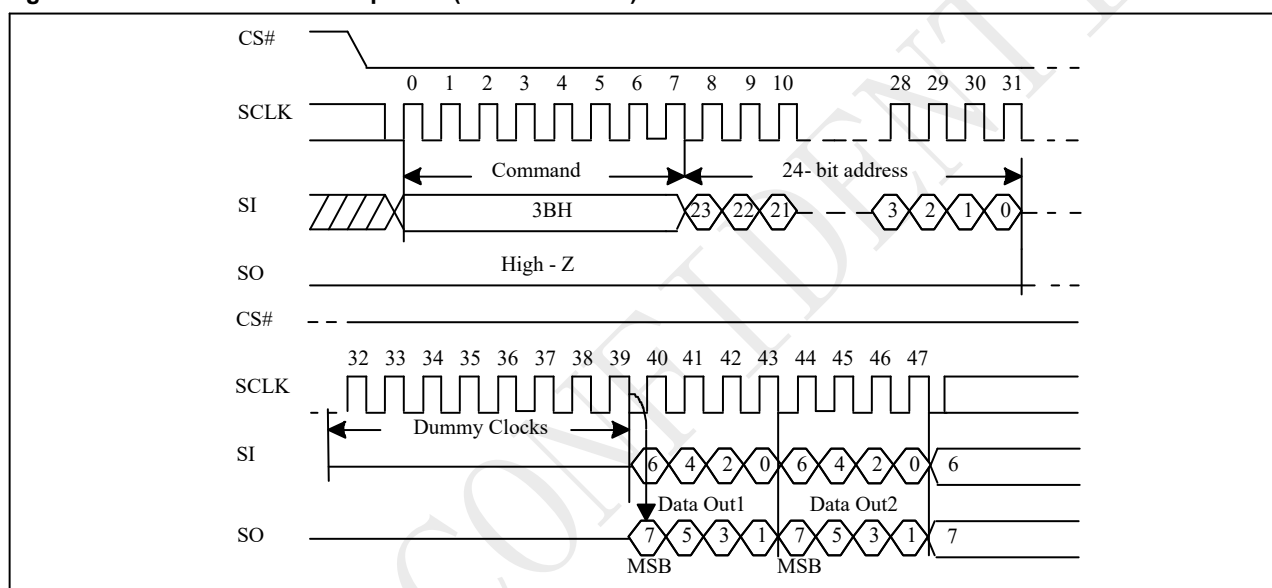 CS#
0 1 2 3 4 5 6 7 8 9 10 28 29 30 31
SCLK
Command 24- bit address
SI 3BH 23 22 21 3 2 1 0
High - Z
SO
CS#
32 33 34 35 36 37 38 39 40 41 42 43 44 45 46 47
SCLK
Dummy Clocks
SI 6 4 2 0 6 4 2 0 6
Data Out1 Data Out2
SO 7 5 3 1 7 5 3 1 7
MSB MSB